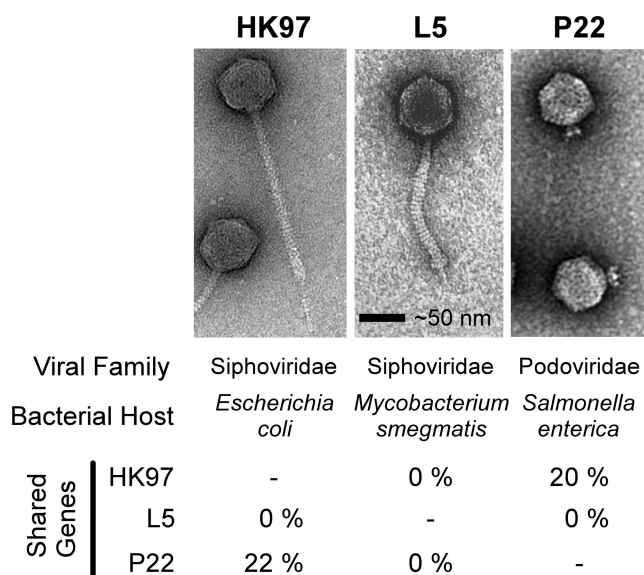 HK97 L5 P22
~50 nm
Viral Family Siphoviridae Siphoviridae Podoviridae
Bacterial Host Escherichia coli Mycobacterium smegmatis Salmonella enterica
Shared Genes
HK97 - 0 % 20 %
L5 0 % - 0 %
P22 22 % 0 % -